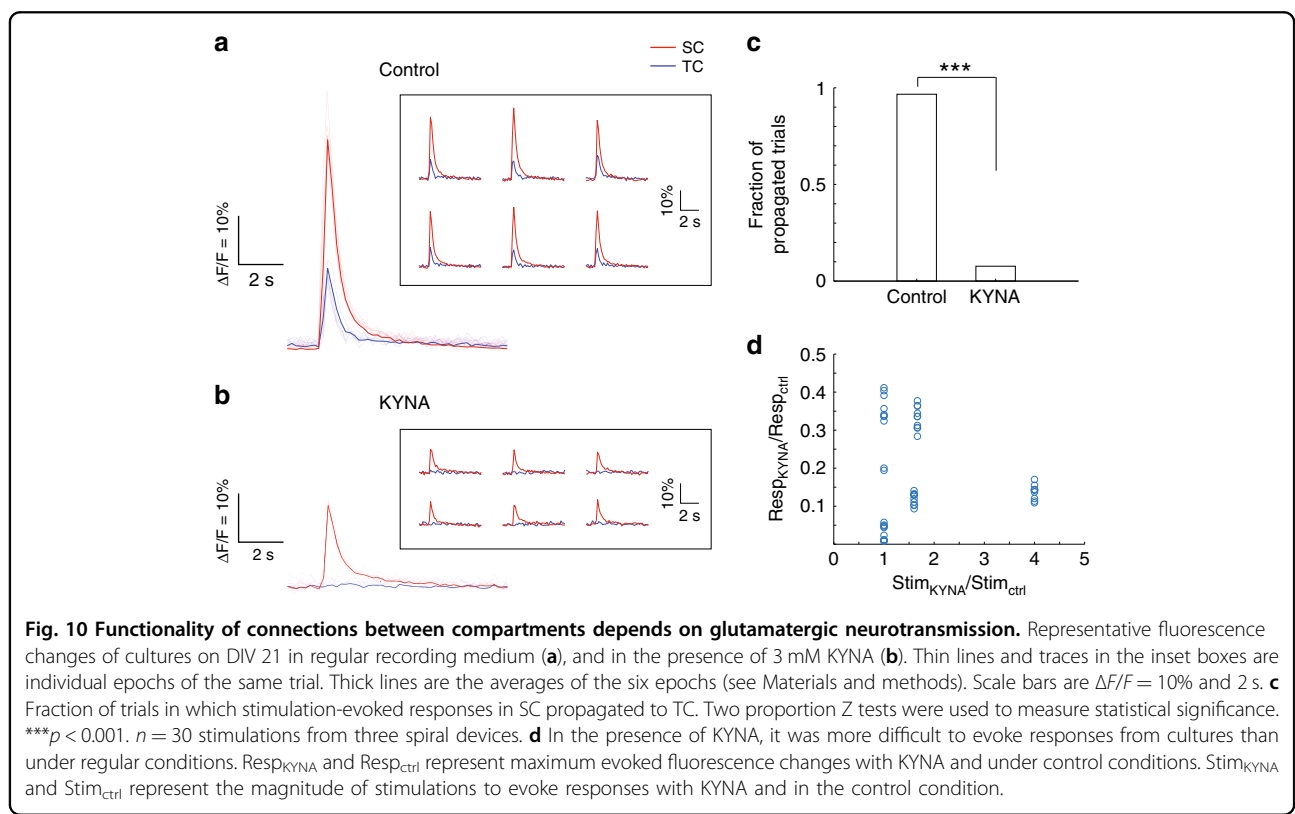 a
SC
TC
Control
ΔF/F = 10%
2 s
10%
2 s
b
KYNA
ΔF/F = 10%
2 s
10%
2 s
c
***
Fraction of
propagated trials
1
0.5
0
Control KYNA
d
Resp_KYNA/Resp_ctrl
0.5
0.4
0.3
0.2
0.1
0 1 2 3 4 5
Stim_KYNA/Stim_ctrl
Fig. 10 Functionality of connections between compartments depends on glutamatergic neurotransmission. Representative fluorescence
changes of cultures on DIV 21 in regular recording medium (a), and in the presence of 3 mM KYNA (b). Thin lines and traces in the inset boxes are
individual epochs of the same trial. Thick lines are the averages of the six epochs (see Materials and methods). Scale bars are ΔF/F = 10% and 2 s. c
Fraction of trials in which stimulation-evoked responses in SC propagated to TC. Two proportion Z tests were used to measure statistical significance.
***p < 0.001. n = 30 stimulations from three spiral devices. d In the presence of KYNA, it was more difficult to evoke responses from cultures than
under regular conditions. Resp_KYNA and Resp_ctrl represent maximum evoked fluorescence changes with KYNA and under control conditions. Stim_KYNA
and Stim_ctrl represent the magnitude of stimulations to evoke responses with KYNA and in the control condition.